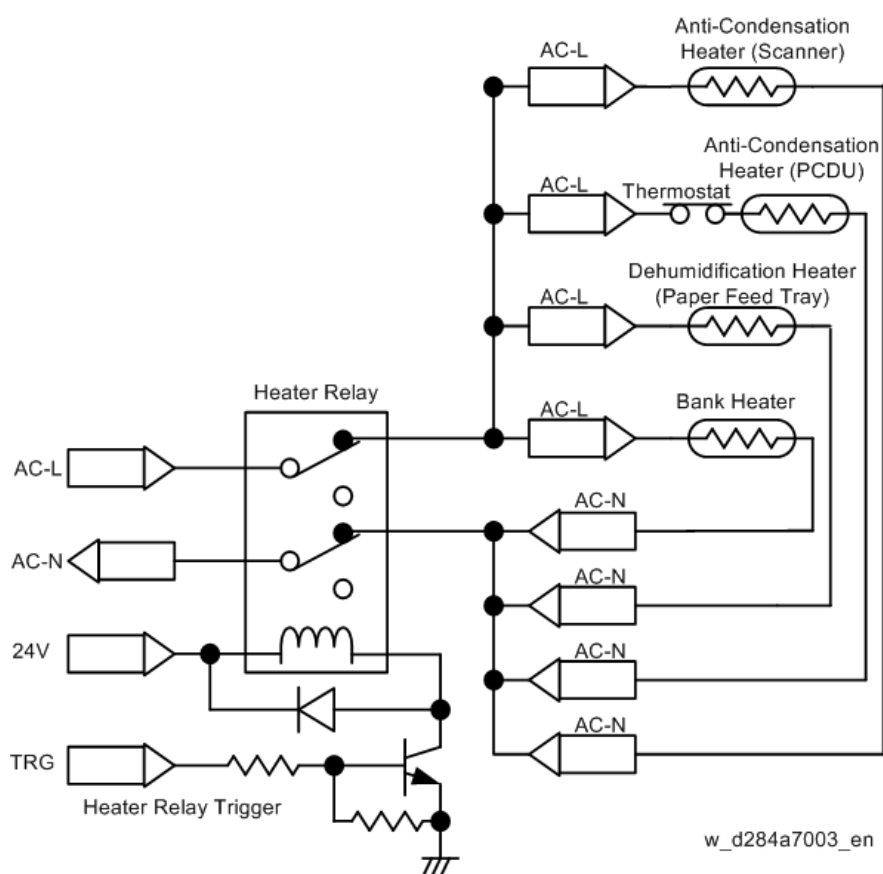 Anti-Condensation
Heater (Scanner)
AC-L
Anti-Condensation
Heater (PCDU)
AC-L
Thermostat
Dehumidification Heater
(Paper Feed Tray)
AC-L
Heater Relay
Bank Heater
AC-L
AC-L
AC-N
AC-N
AC-N
24V
AC-N
AC-N
TRG
Heater Relay Trigger
w_d284a7003_en